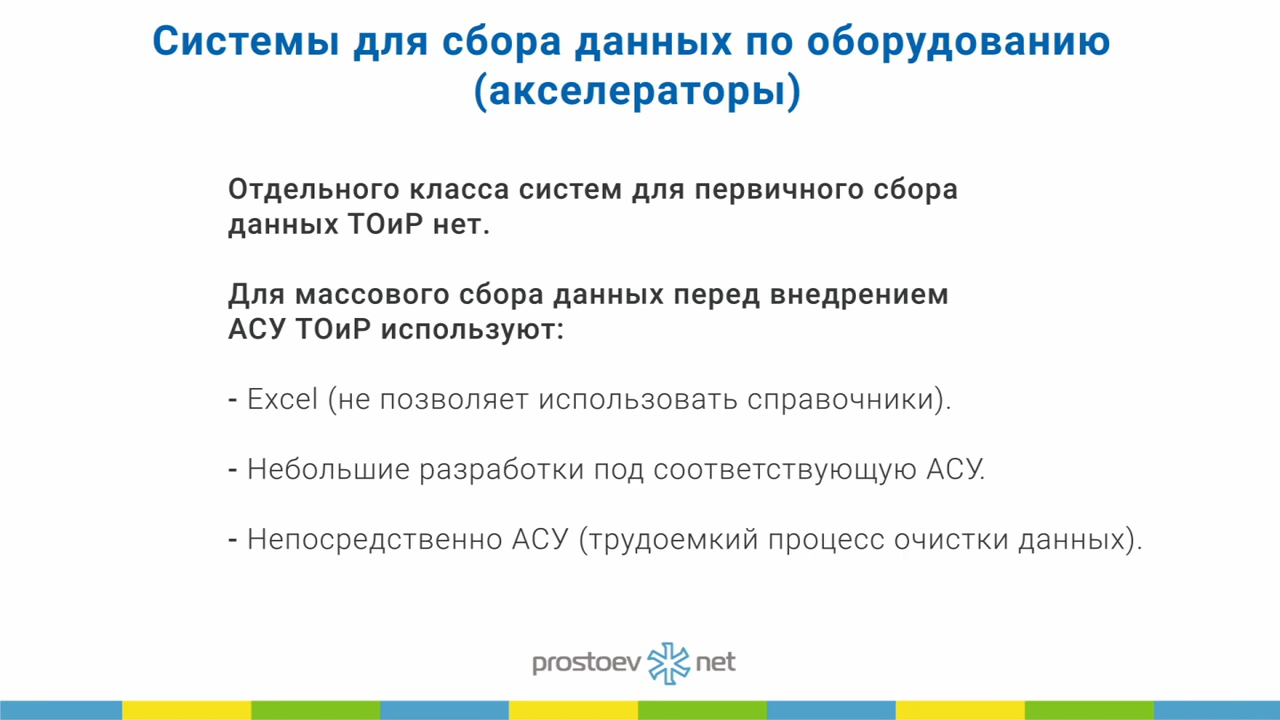 Системы для сбора данных по оборудованию
(акселераторы)
Отдельного класса систем для первичного сбора
данных ТОиР нет.
Для массового сбора данных перед внедрением
АСУ ТОиР используют:
- Excel (не позволяет использовать справочники).
- Небольшие разработки под соответствующую АСУ.
- Непосредственно АСУ (трудоемкий процесс очистки данных).
prostoev net